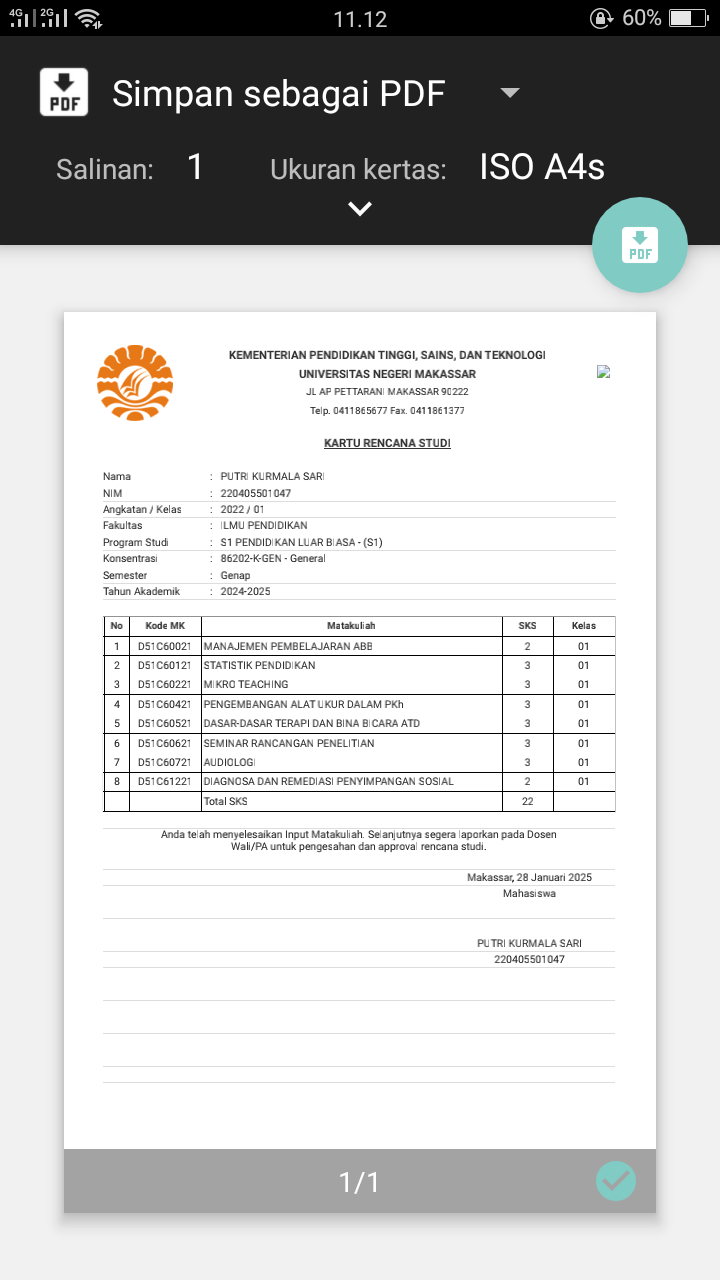 4G 2G 11.12 60%
PDF Simpan sebagai PDF
Salinan: 1 Ukuran kertas: ISO A4s
PDF
KEMENTERIAN PENDIDIKAN TINGGI, SAINS, DAN TEKNOLOGI
UNIVERSITAS NEGERI MAKASSAR
JL AP PETTARANI MAKASSAR 90222
Telp. 0411865677 Fax. 0411861377
KARTU RENCANA STUDI
Nama : PUTRI KURMALA SARI
NIM : 220405501047
Angkatan / Kelas : 2022 / 01
Fakultas : ILMU PENDIDIKAN
Program Studi : S1 PENDIDIKAN LUAR BIASA - (S1)
Konsentrasi : 86202-K-GEN - General
Semester : Genap
Tahun Akademik : 2024-2025
No Kode MK Matakuliah SKS Kelas
1 D51C60021 MANAJEMEN PEMBELAJARAN ABB 2 01
2 D51C60121 STATISTIK PENDIDIKAN 3 01
3 D51C60221 MIKRO TEACHING 3 01
4 D51C60421 PENGEMBANGAN ALAT UKUR DALAM PKh 3 01
5 D51C60521 DASAR-DASAR TERAPI DAN BINA BICARA ATD 3 01
6 D51C60621 SEMINAR RANCANGAN PENELITIAN 3 01
7 D51C60721 AUDIOLOGI 3 01
8 D51C61221 DIAGNOSA DAN REMEDIASI PENYIMPANGAN SOSIAL 2 01
Total SKS 22
Anda telah menyelesaikan Input Matakuliah. Selanjutnya segera laporkan pada Dosen
Wali/PA untuk pengesahan dan approval rencana studi.
Makassar, 28 Januari 2025
Mahasiswa
PUTRI KURMALA SARI
220405501047
1/1